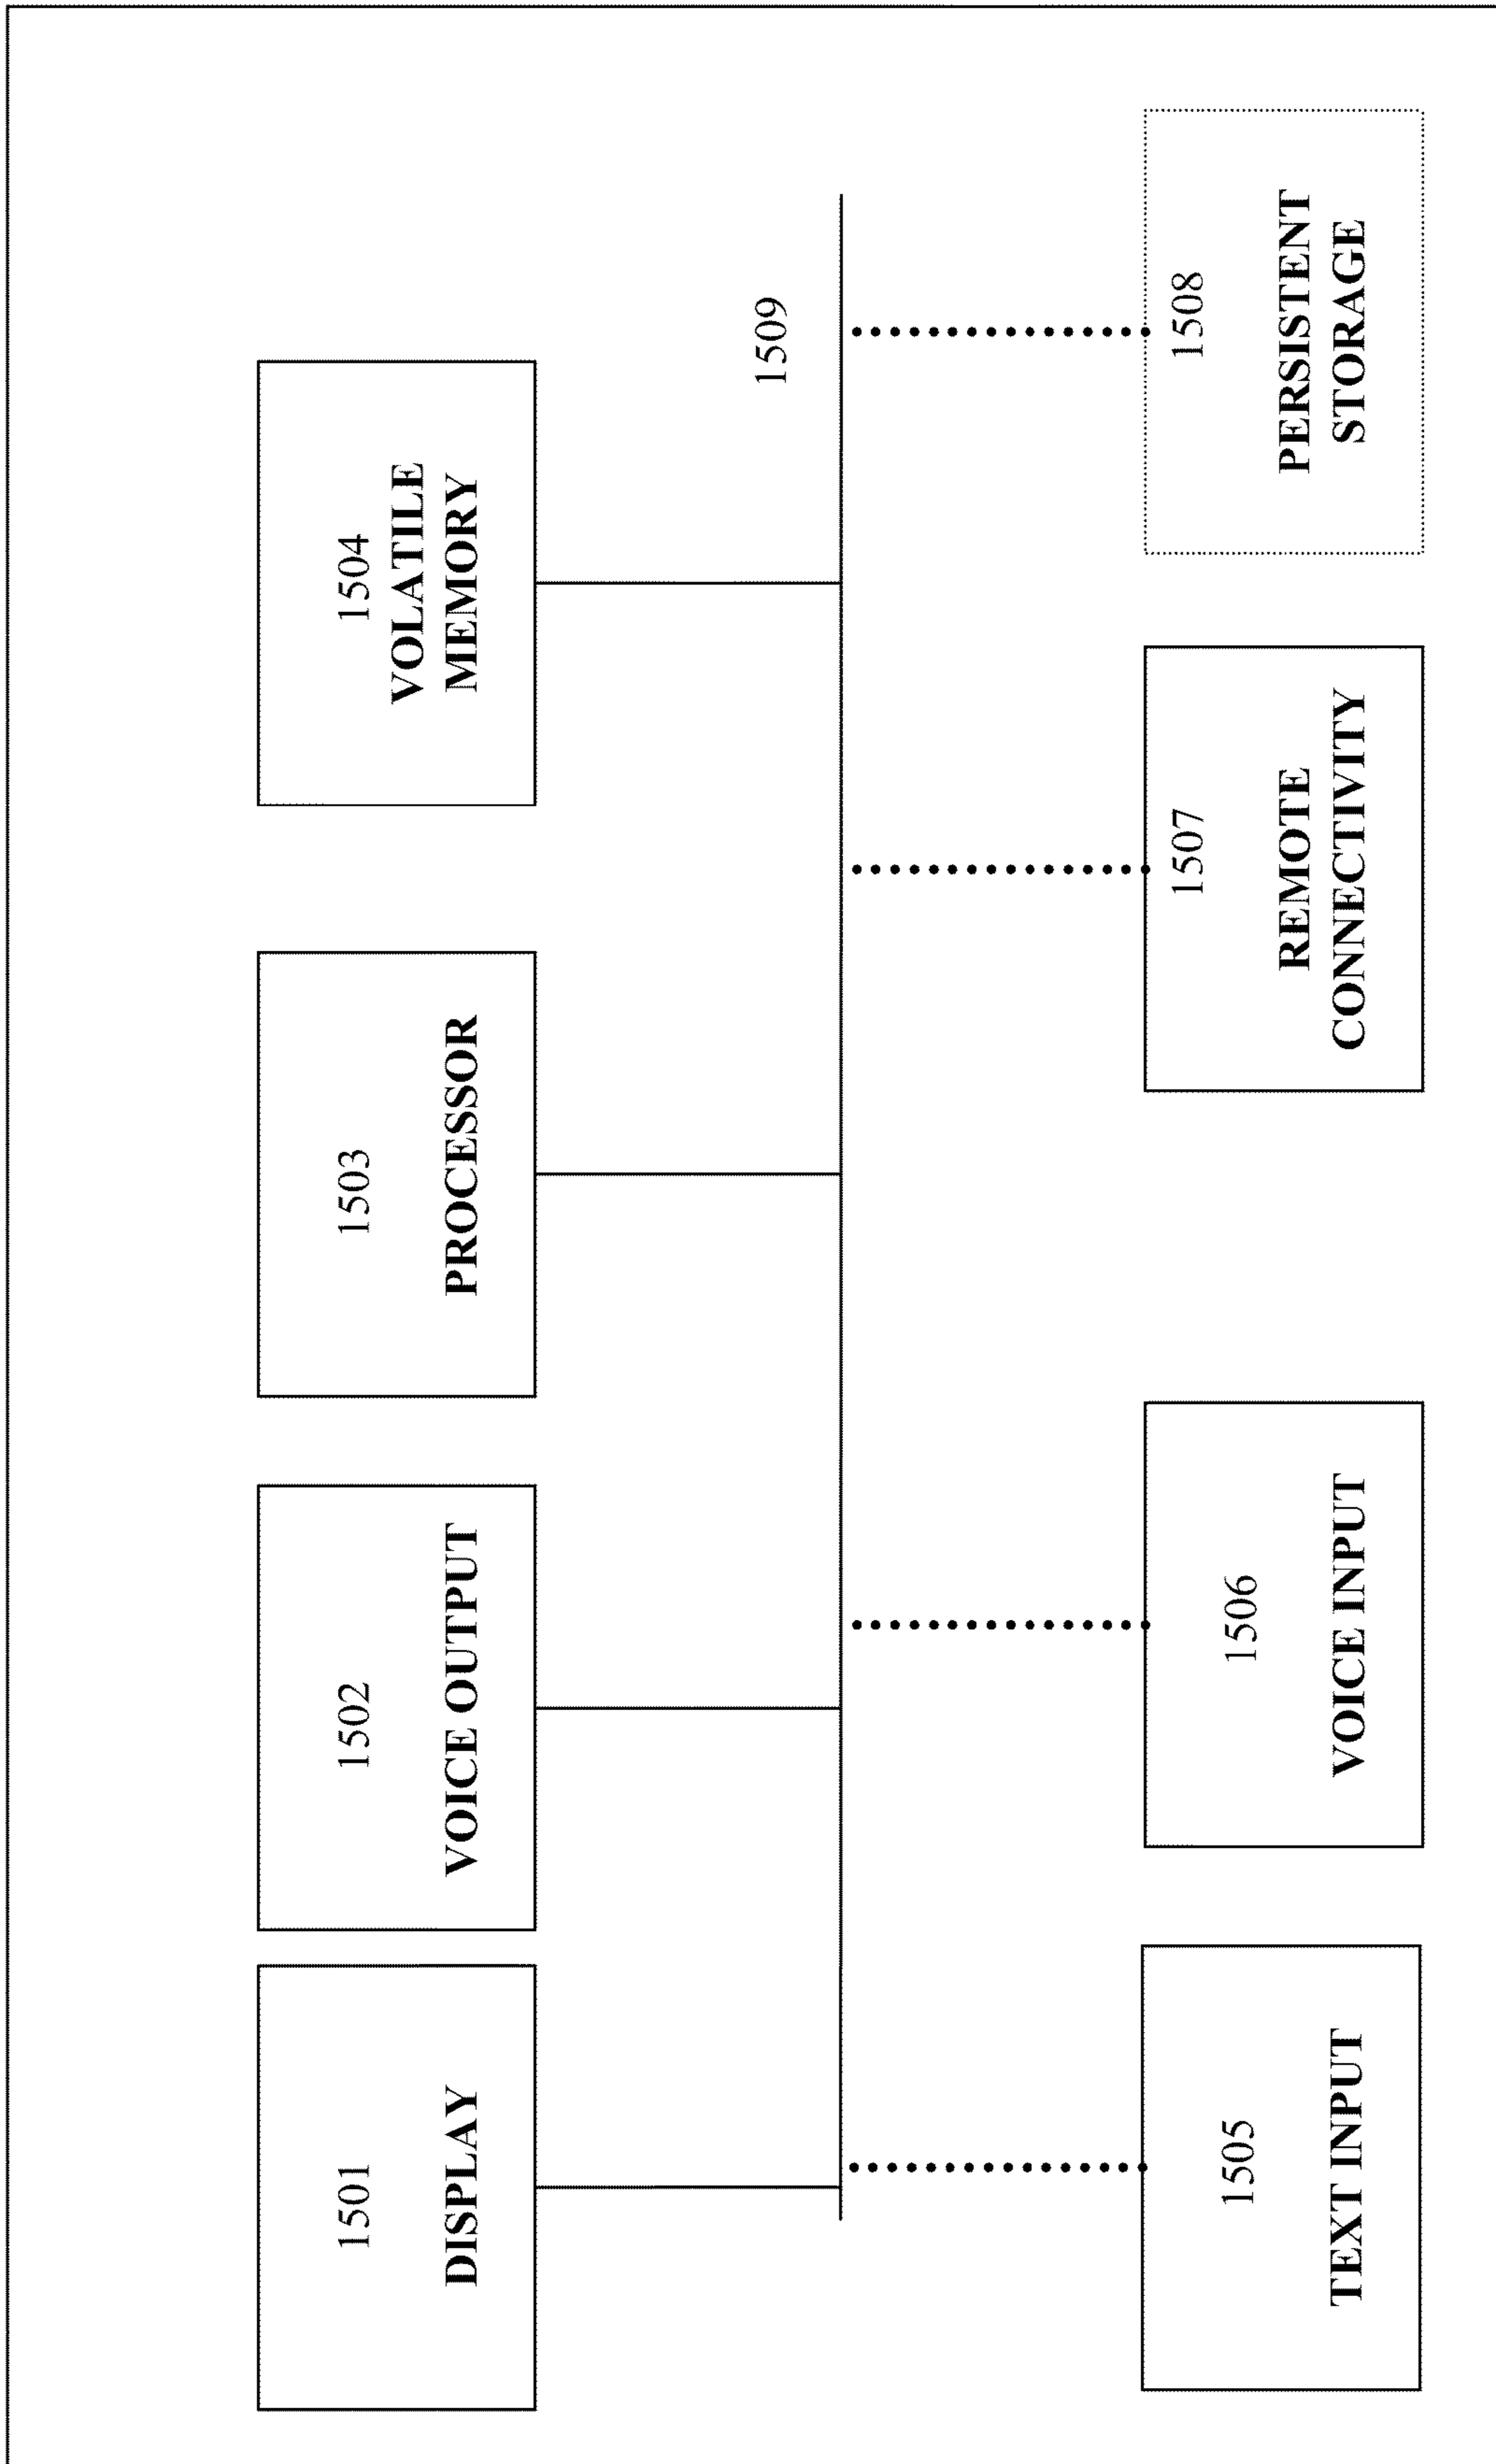 1501
DISPLAY
1502
VOICE OUTPUT
1503
PROCESSOR
1504
VOLATILE
MEMORY
1509
1505
TEXT INPUT
1506
VOICE INPUT
1507
REMOTE
CONNECTIVITY
1508
PERSISTENT
STORAGE